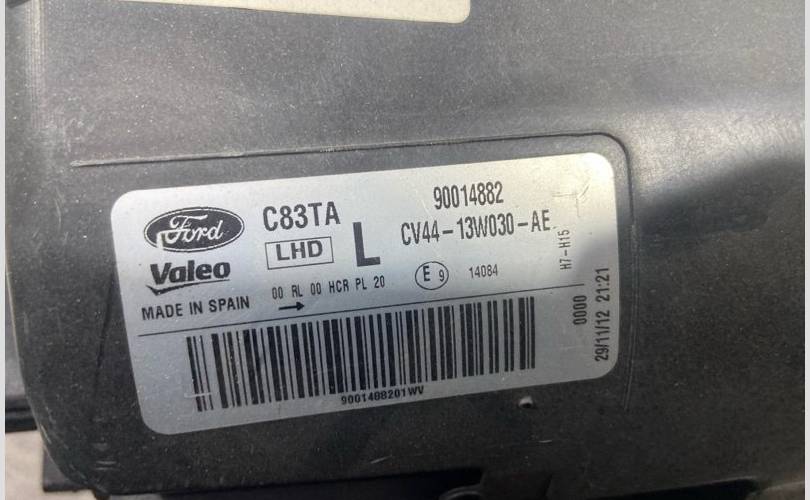 Ford
C83TA
90014882
LHD
L
CV44-13W030-AE
Valeo
00 RL 00 HCR PL 20
E 9
14084
H7-H15
MADE IN SPAIN
→
0000
29/11/12 21:21
9001488201WV